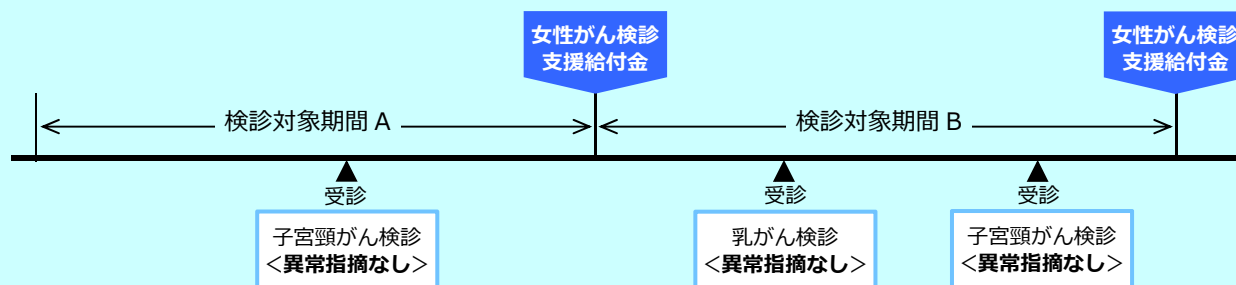 女性がん検診
支援給付金
女性がん検診
支援給付金
検診対象期間 A
検診対象期間 B
受診
受診
受診
子宮頸がん検診
<異常指摘なし>
乳がん検診
<異常指摘なし>
子宮頸がん検診
<異常指摘なし>